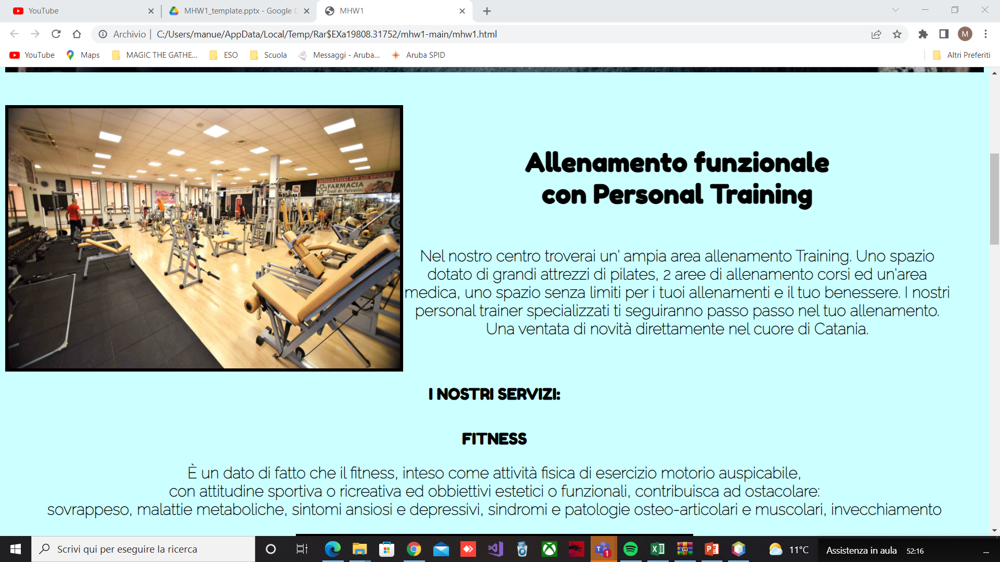 YouTube
MHW1_template.pptx - Google
MHW1
Archivio
C:/Users/manue/AppData/Local/Temp/Rar$EXa19808.31752/mhw1-main/mhw1.html
M
YouTube
Maps
MAGIC THE GATHE...
ESO
Scuola
Messaggi - Aruba...
Aruba SPID
Altri Preferiti
INTEGRATORI PER LO SPORT
FARMACIA
Eredi dr. Polverini
Allenamento funzionale
con Personal Training
Nel nostro centro troverai un' ampia area allenamento Training. Uno spazio
dotato di grandi attrezzi di pilates, 2 aree di allenamento corsi ed un'area
medica, uno spazio senza limiti per i tuoi allenamenti e il tuo benessere. I nostri
personal trainer specializzati ti seguiranno passo passo nel tuo allenamento.
Una ventata di novità direttamente nel cuore di Catania.
I NOSTRI SERVIZI:
FITNESS
È un dato di fatto che il fitness, inteso come attività fisica di esercizio motorio auspicabile,
con attitudine sportiva o ricreativa ed obbiettivi estetici o funzionali, contribuisca ad ostacolare:
sovrappeso, malattie metaboliche, sintomi ansiosi e depressivi, sindromi e patologie osteo-articolari e muscolari, invecchiamento
Scrivi qui per eseguire la ricerca
1
11°C
Assistenza in aula
52:16